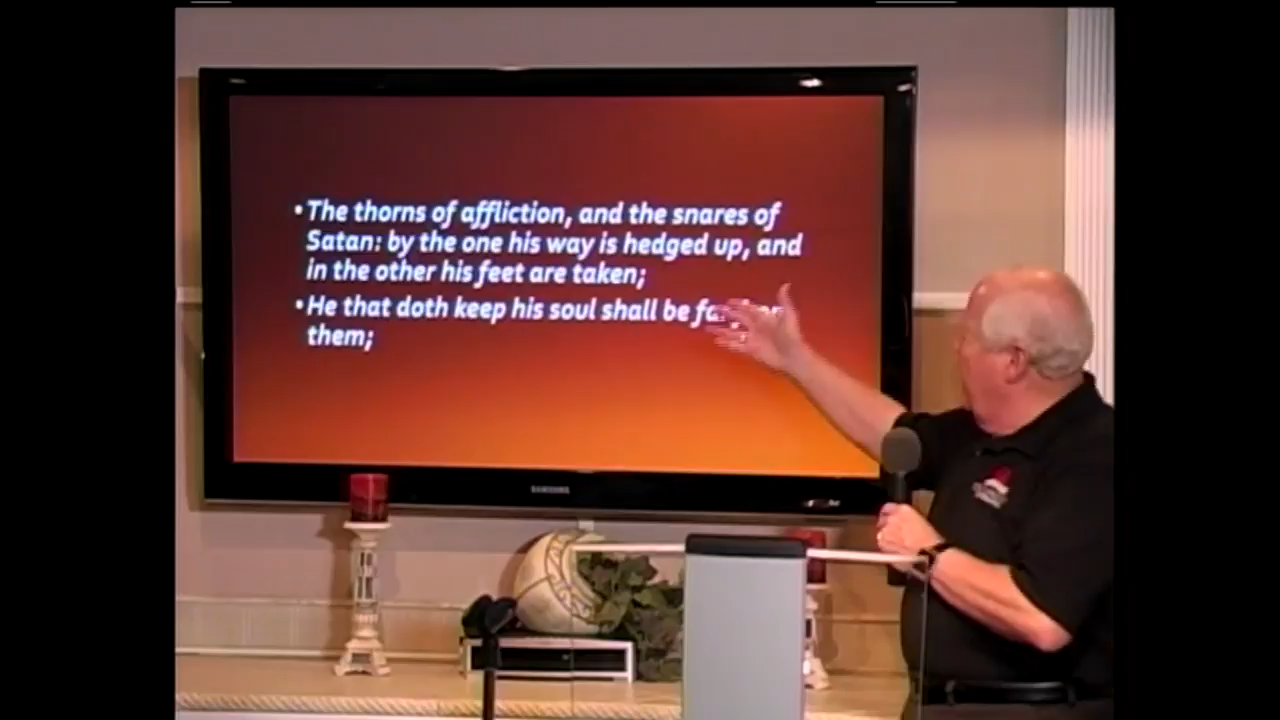 • The thorns of affliction, and the snares of
Satan: by the one his way is hedged up, and
in the other his feet are taken;
• He that doth keep his soul shall be
them;
SAMSUNG